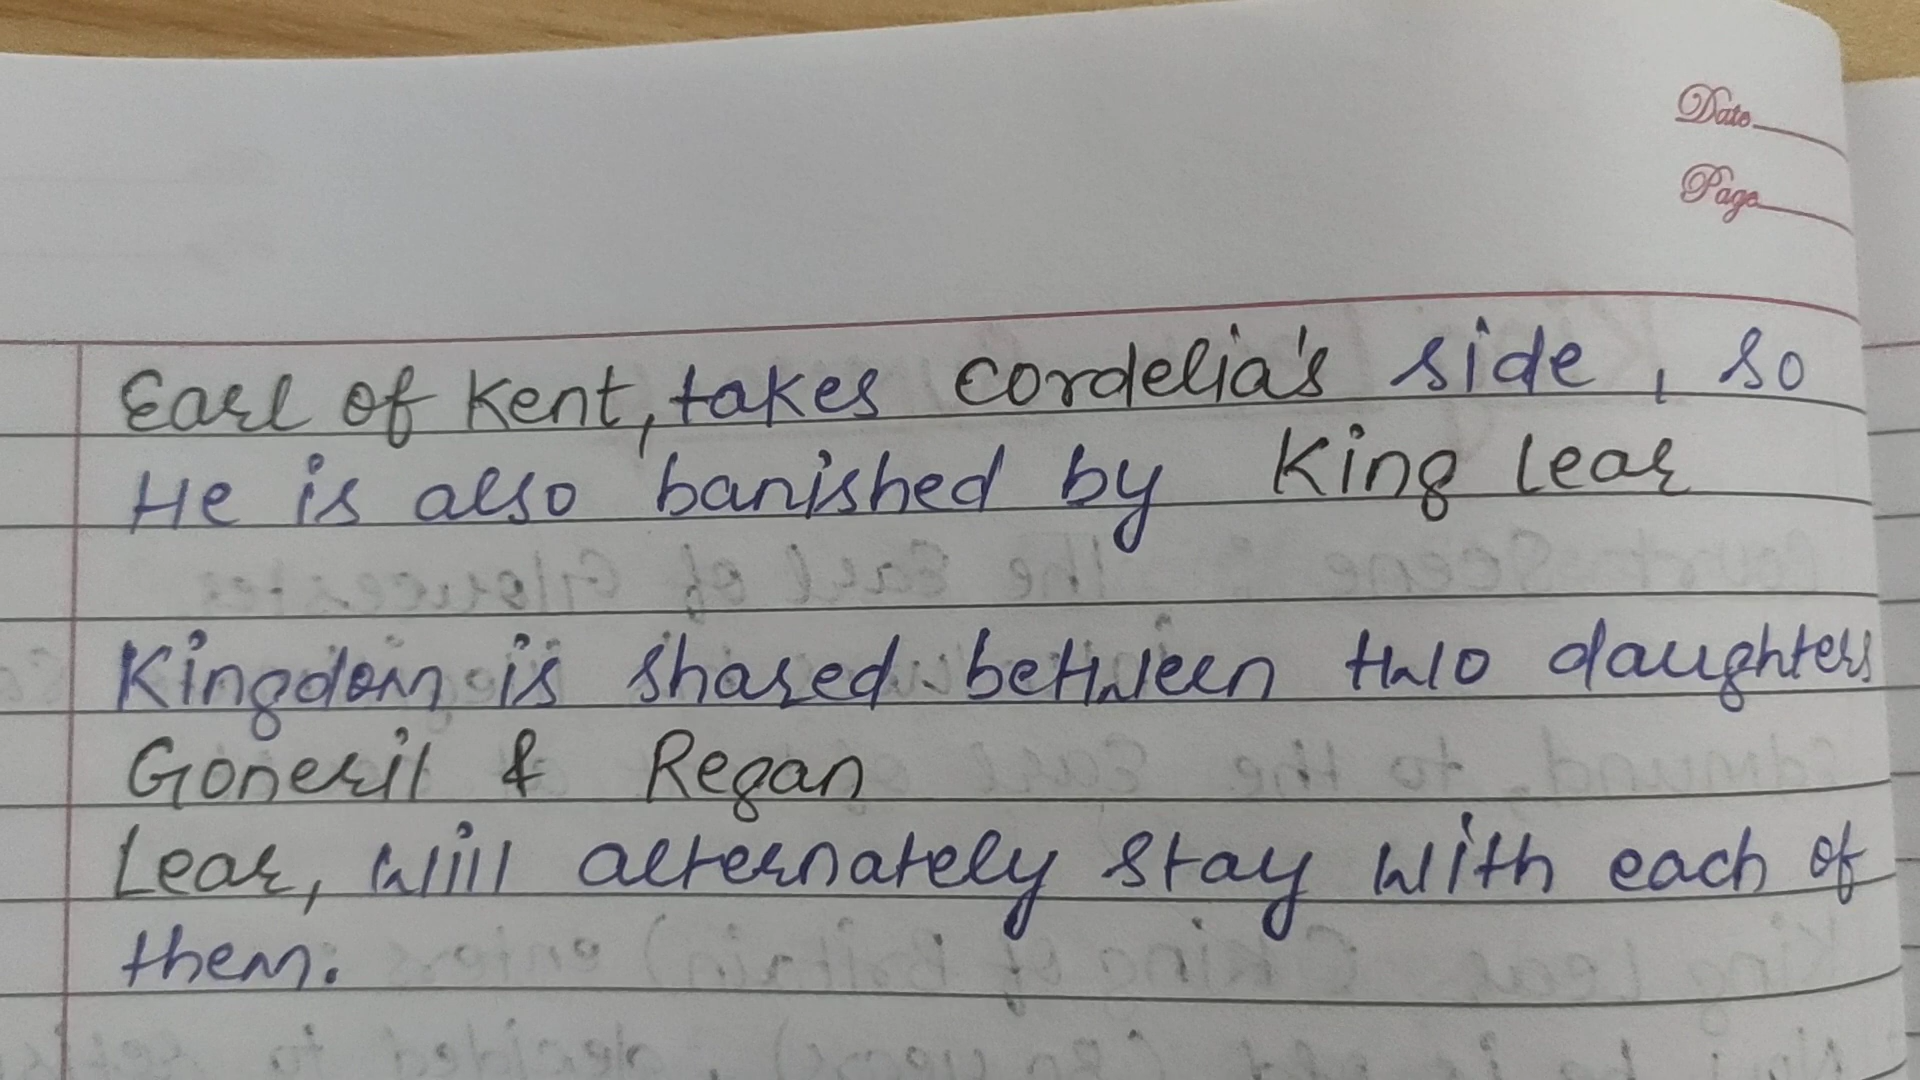 Date
Page
Earl of Kent, takes Cordelia's side, so
He is also banished by King Lear
Kingdom is shared between two daughters
Goneril & Regan
Lear, will alternately stay with each of
them.